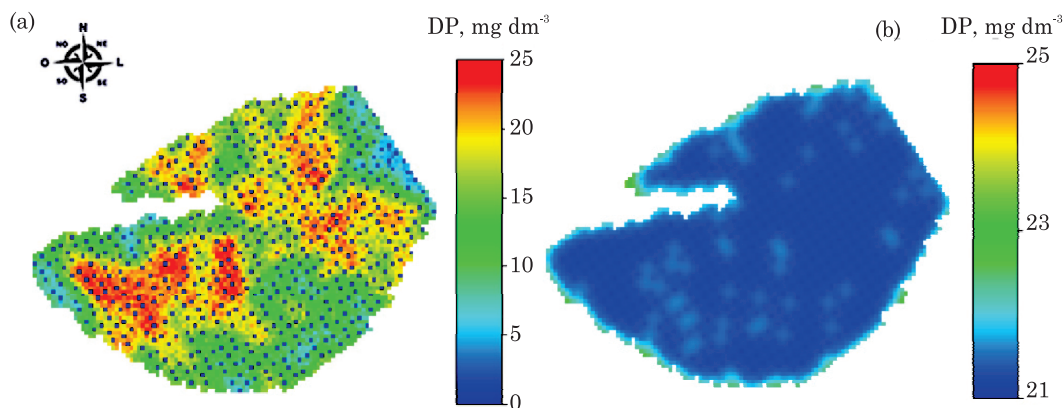 (a)
N
NO NE
O L
SO SE
S
DP, mg dm⁻³
25
20
15
10
5
0
(b)
DP, mg dm⁻³
25
23
21